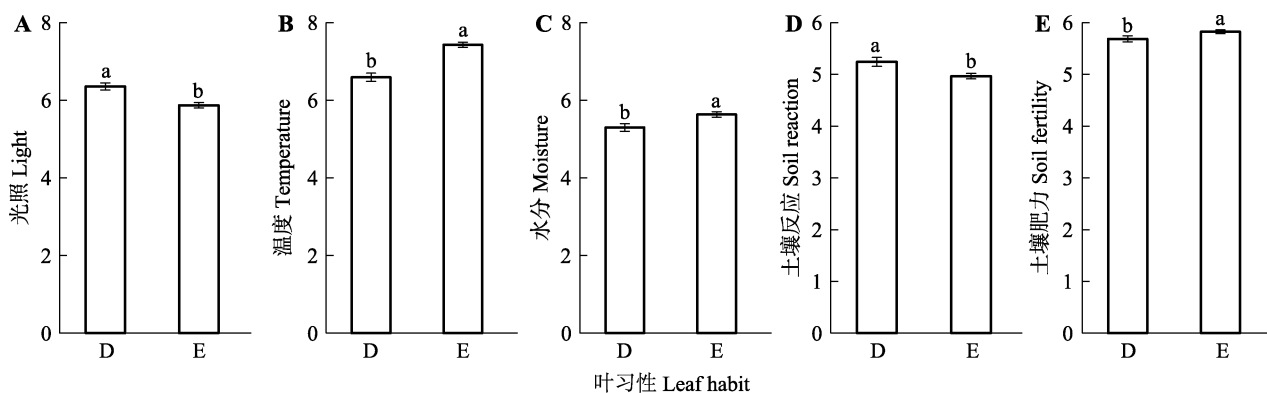 A
8
6
4
2
0
光照 Light
a
b
D
E
B
8
6
4
2
0
温度 Temperature
b
a
D
E
C
8
6
4
2
0
水分 Moisture
b
a
D
E
D
6
5
4
3
2
1
0
土壤反应 Soil reaction
a
b
D
E
E
6
5
4
3
2
1
0
土壤肥力 Soil fertility
b
a
D
E
叶习性 Leaf habit